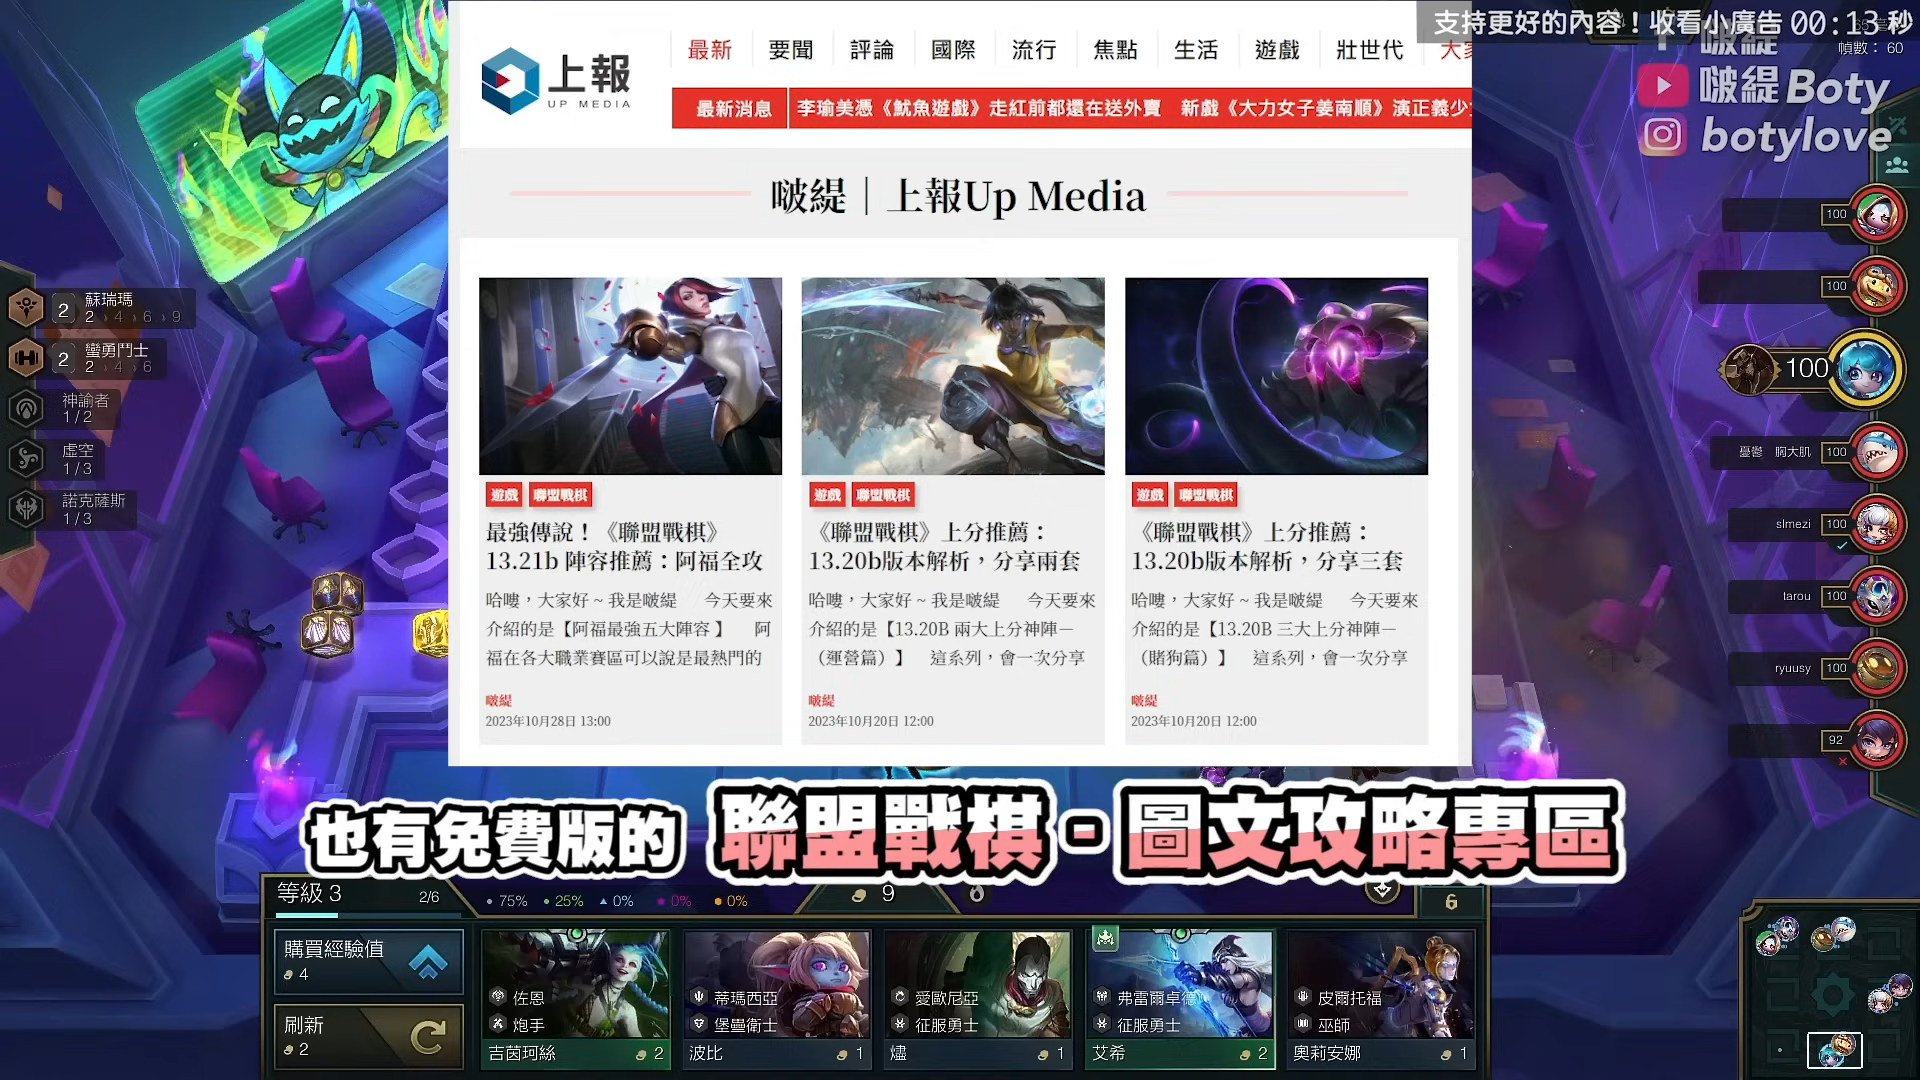 支持更好的內容！收看小廣告 00:13 秒
幀數： 60
啵緹
啵緹Boty
botylove
上報
UP MEDIA
最新 要聞 評論 國際 流行 焦點 生活 遊戲 壯世代 大家
最新消息 李瑜美憑《魷魚遊戲》走紅前都還在送外賣 新戲《大力女子姜南順》演正義少
啵緹｜上報Up Media
遊戲 聯盟戰棋
最強傳說！《聯盟戰棋》
13.21b 陣容推薦：阿福全攻
哈嘍，大家好 ~ 我是啵緹 今天要來
介紹的是【阿福最強五大陣容 】 阿
福在各大職業賽區可以說是最熱門的
啵緹
2023年10月28日 13:00
遊戲 聯盟戰棋
《聯盟戰棋》上分推薦：
13.20b版本解析，分享兩套
哈嘍，大家好 ~ 我是啵緹 今天要來
介紹的是【13.20B 兩大上分神陣—
（運營篇）】 這系列，會一次分享
啵緹
2023年10月20日 12:00
遊戲 聯盟戰棋
《聯盟戰棋》上分推薦：
13.20b版本解析，分享三套
哈嘍，大家好 ~ 我是啵緹 今天要來
介紹的是【13.20B 三大上分神陣—
（賭狗篇）】 這系列，會一次分享
啵緹
2023年10月20日 12:00
2 蘇瑞瑪
2 › 4 › 6 › 9
2 蠻勇鬥士
2 › 4 › 6
神諭者
1 / 2
虛空
1 / 3
諾克薩斯
1 / 3
100
100
100
憂鬱 胸大肌 100
slmezi 100
tarou 100
ryuusy 100
92
也有免費版的 聯盟戰棋-圖文攻略專區
等級 3 2/6
75% 25% 0% 0% 0%
9
6
購買經驗值
4
刷新
2
佐恩
炮手
吉茵珂絲 2
蒂瑪西亞
堡壘衛士
波比 1
愛歐尼亞
征服勇士
燼 1
弗雷爾卓德
征服勇士
艾希 2
皮爾托福
巫師
奧莉安娜 1